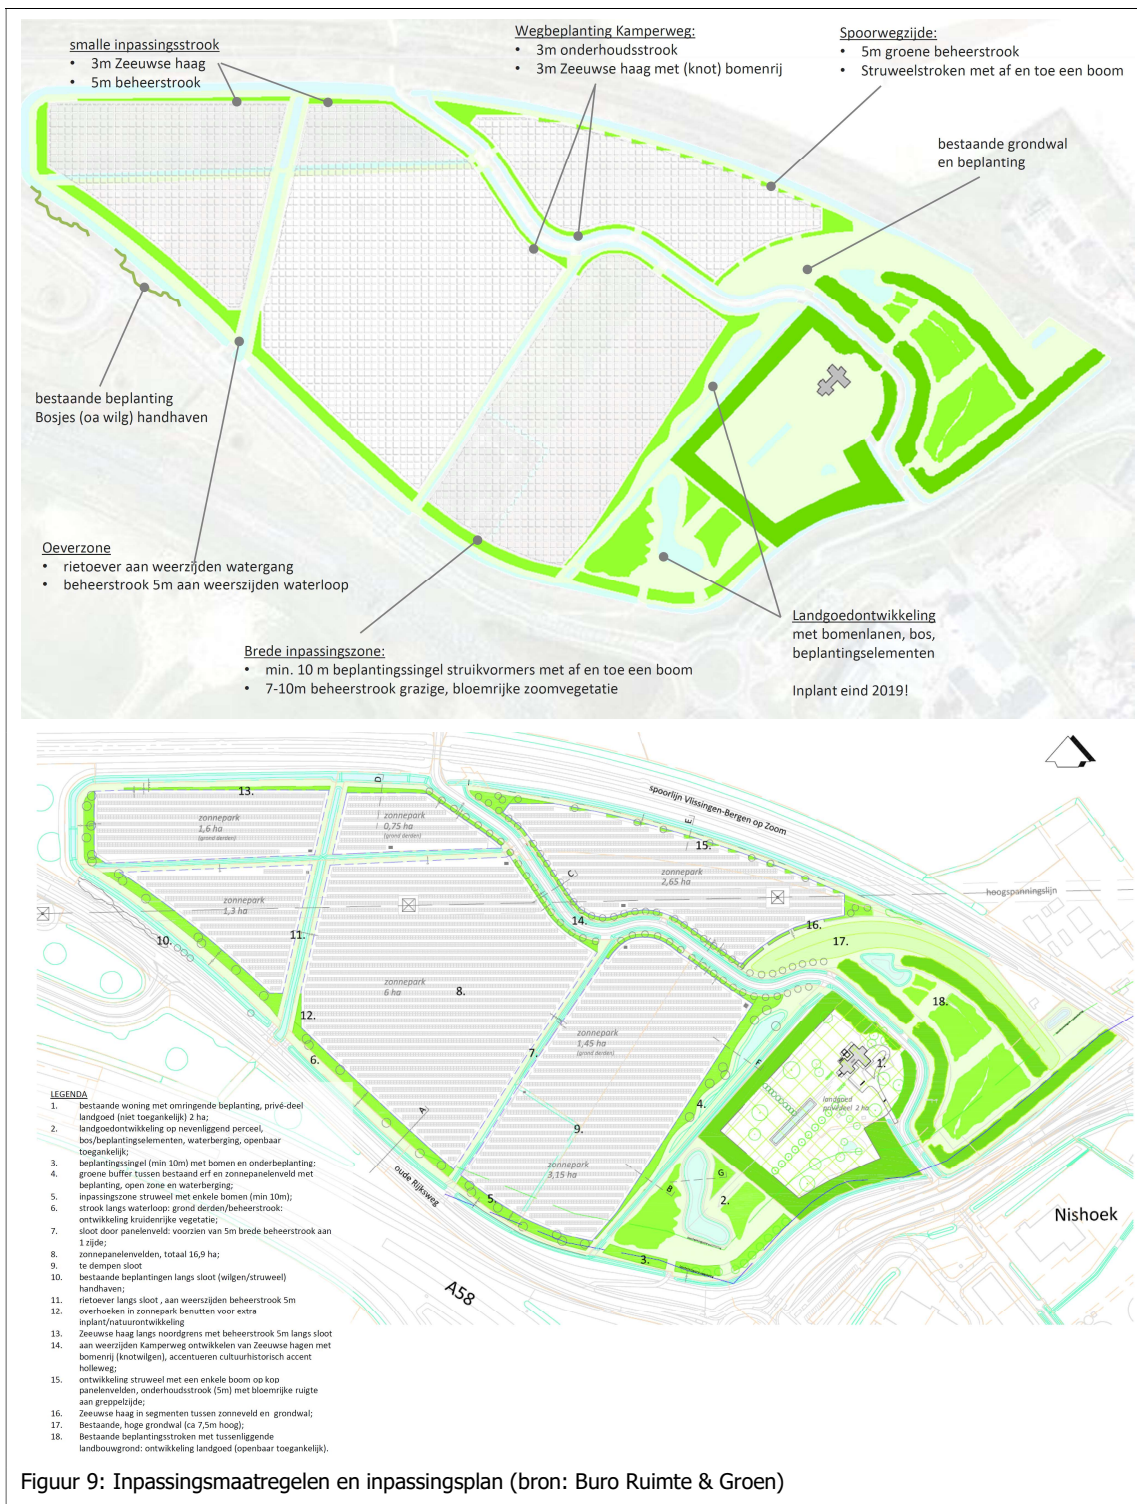 smalle inpassingsstrook
• 3m Zeeuwse haag
• 5m beheerstrook
Wegbeplanting Kamperweg:
• 3m onderhoudsstrook
• 3m Zeeuwse haag met (knot) bomenrij
Spoorwegzijde:
• 5m groene beheerstrook
• Struweelstroken met af en toe een boom
bestaande grondwal
en beplanting
bestaande beplanting
Bosjes (oa wilg) handhaven
Oeverzone
• rietoever aan weerzijden watergang
• beheerstrook 5m aan weerszijden waterloop
Brede inpassingszone:
• min. 10 m beplantingssingel struikvormers met af en toe een boom
• 7-10m beheerstrook grazige, bloemrijke zoomvegetatie
Landgoedontwikkeling
met bomenlanen, bos,
beplantingselementen
Inplant eind 2019!
13.
D
zonnepark
1,6 ha
(grond derden)
zonnepark
0,75 ha
(grond derden)
spoorlijn Vlissingen-Bergen op Zoom
E
15.
zonnepark
2,65 ha
hoogspanningslijn
C
zonnepark
1,3 ha
10.
11.
14.
16.
17.
zonnepark
6 ha
8.
18.
12.
6.
7.
zonnepark
1,45 ha
(grond derden)
F
1.
landgoed
privédeel 2 ha
4.
A
9.
zonnepark
3,15 ha
B
G
2.
5.
oude Rijksweg
3.
A58
Nishoek
LEGENDA
1. bestaande woning met omringende beplanting, privé-deel
landgoed (niet toegankelijk) 2 ha;
2. landgoedontwikkeling op nevenliggend perceel,
bos/beplantingselementen, waterberging, openbaar
toegankelijk;
3. beplantingssingel (min 10m) met bomen en onderbeplanting:
4. groene buffer tussen bestaand erf en zonnepanelenveld met
beplanting, open zone en waterberging;
5. inpassingszone struweel met enkele bomen (min 10m);
6. strook langs waterloop: grond derden/beheerstrook:
ontwikkeling kruidenrijke vegetatie;
7. sloot door panelenveld: voorzien van 5m brede beheerstrook aan
1 zijde;
8. zonnepanelenvelden, totaal 16,9 ha;
9. te dempen sloot
10. bestaande beplantingen langs sloot (wilgen/struweel)
handhaven;
11. rietoever langs sloot , aan weerszijden beheerstrook 5m
12. overhoeken in zonnepark benutten voor extra
inplant/natuurontwikkeling
13. Zeeuwse haag langs noordgrens met beheerstrook 5m langs sloot
14. aan weerzijden Kamperweg ontwikkelen van Zeeuwse hagen met
bomenrij (knotwilgen), accentueren cultuurhistorisch accent
holleweg;
15. ontwikkeling struweel met een enkele boom op kop
panelenvelden, onderhoudsstrook (5m) met bloemrijke ruigte
aan greppelzijde;
16. Zeeuwse haag in segmenten tussen zonneveld en grondwal;
17. Bestaande, hoge grondwal (ca 7,5m hoog);
18. Bestaande beplantingsstroken met tussenliggende
landbouwgrond: ontwikkeling landgoed (openbaar toegankelijk).
Figuur 9: Inpassingsmaatregelen en inpassingsplan (bron: Buro Ruimte & Groen)